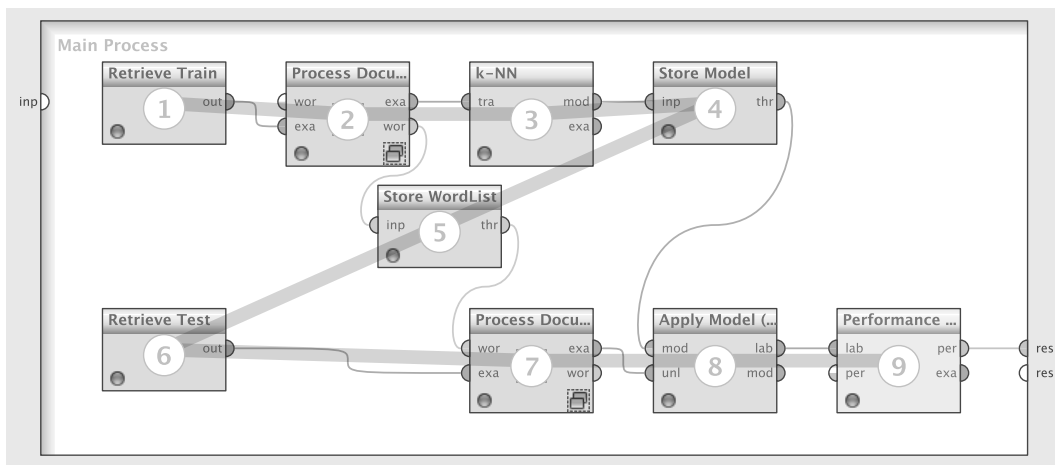 Main Process
Retrieve Train
Process Docu...
k-NN
Store Model
inp
out
1
wor
exa
exa
wor
2
tra
mod
exa
3
inp
thr
4
Store WordList
inp
thr
5
Retrieve Test
Process Docu...
Apply Model (...
Performance ...
out
6
wor
exa
exa
wor
7
mod
lab
unl
mod
8
lab
per
per
exa
9
res
res